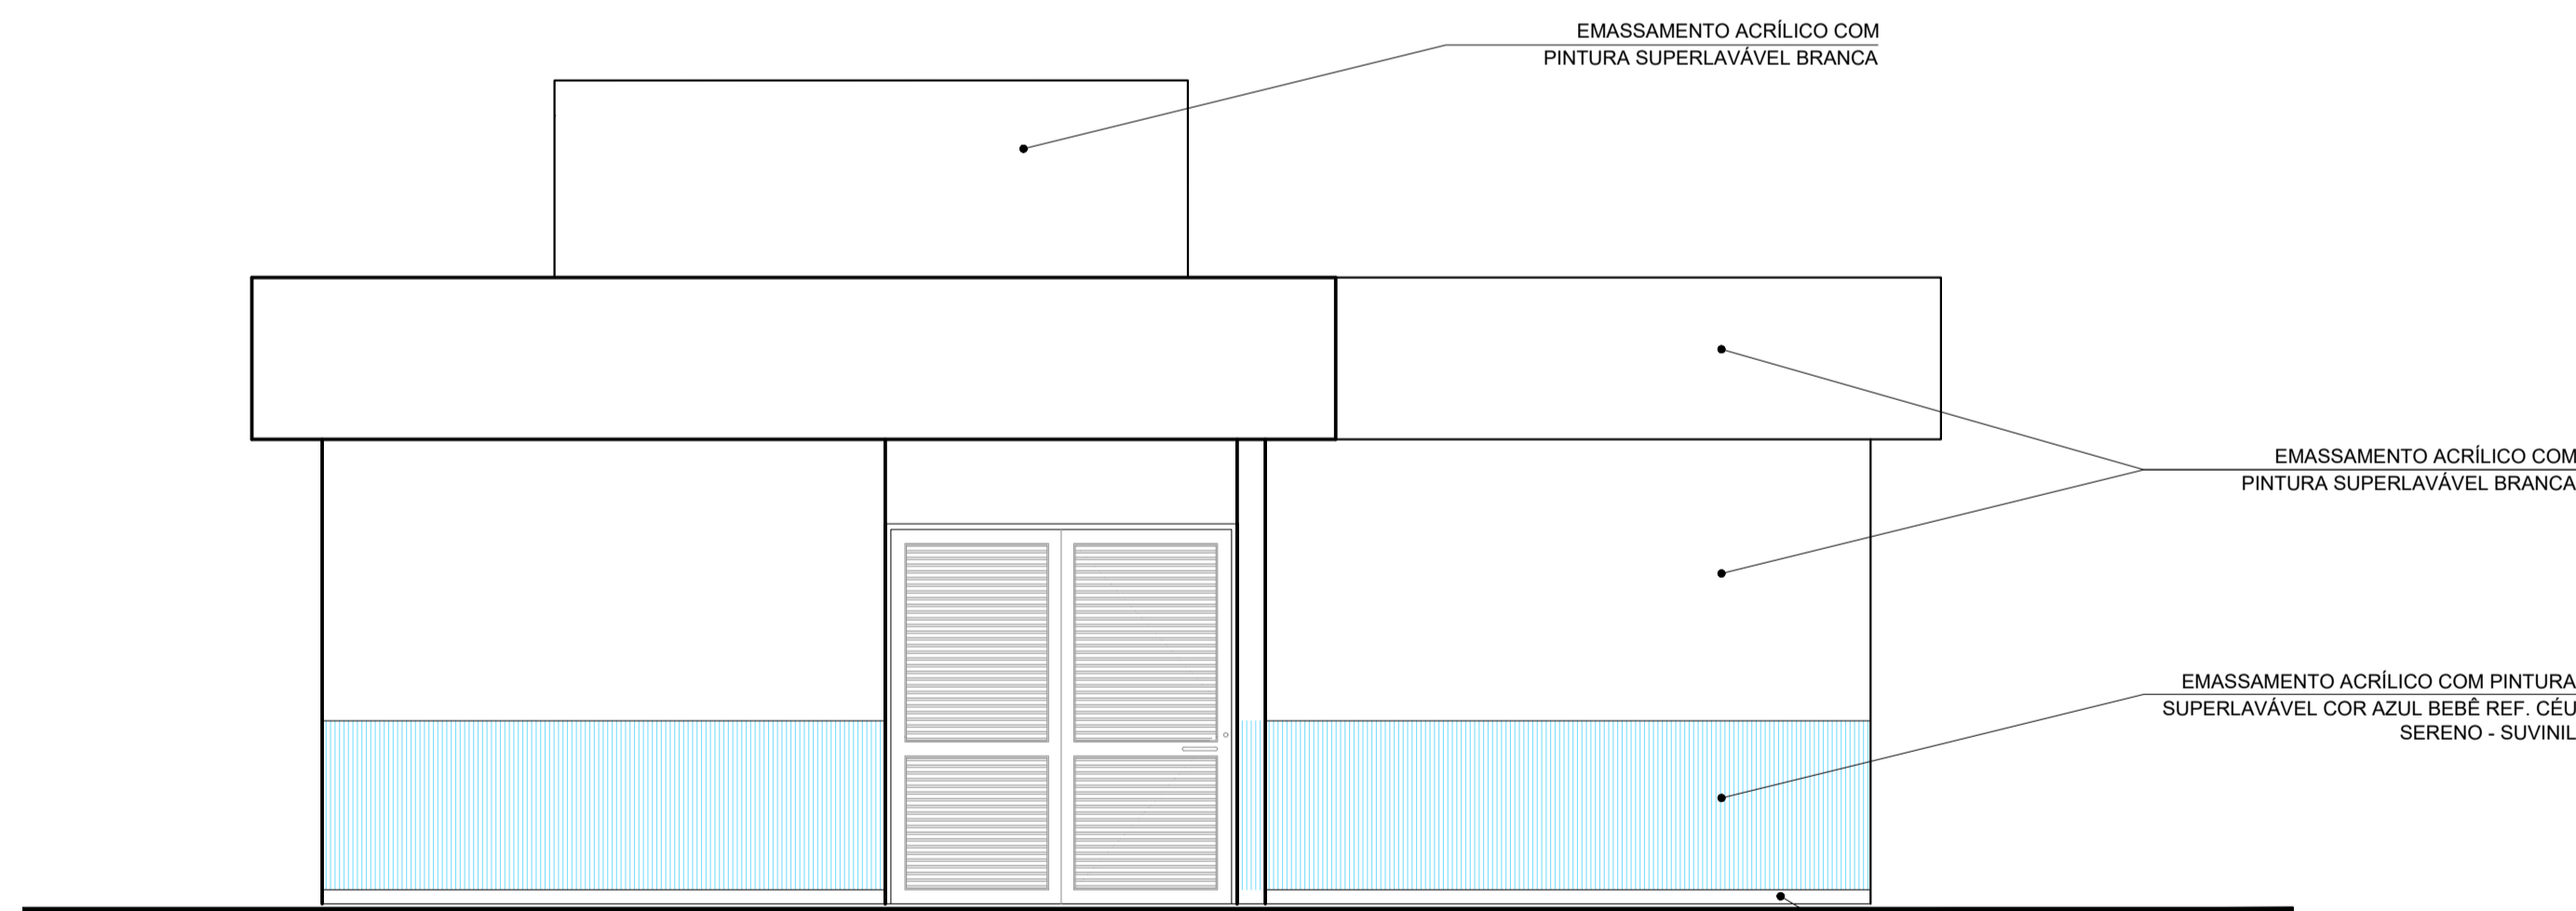 EMASSAMENTO ACRÍLICO COM
PINTURA SUPERLAVÁVEL BRANCA
EMASSAMENTO ACRÍLICO COM
PINTURA SUPERLAVÁVEL BRANCA
EMASSAMENTO ACRÍLICO COM PINTURA
SUPERLAVÁVEL COR AZUL BEBÊ REF. CÉU
SERENO - SUVINIL